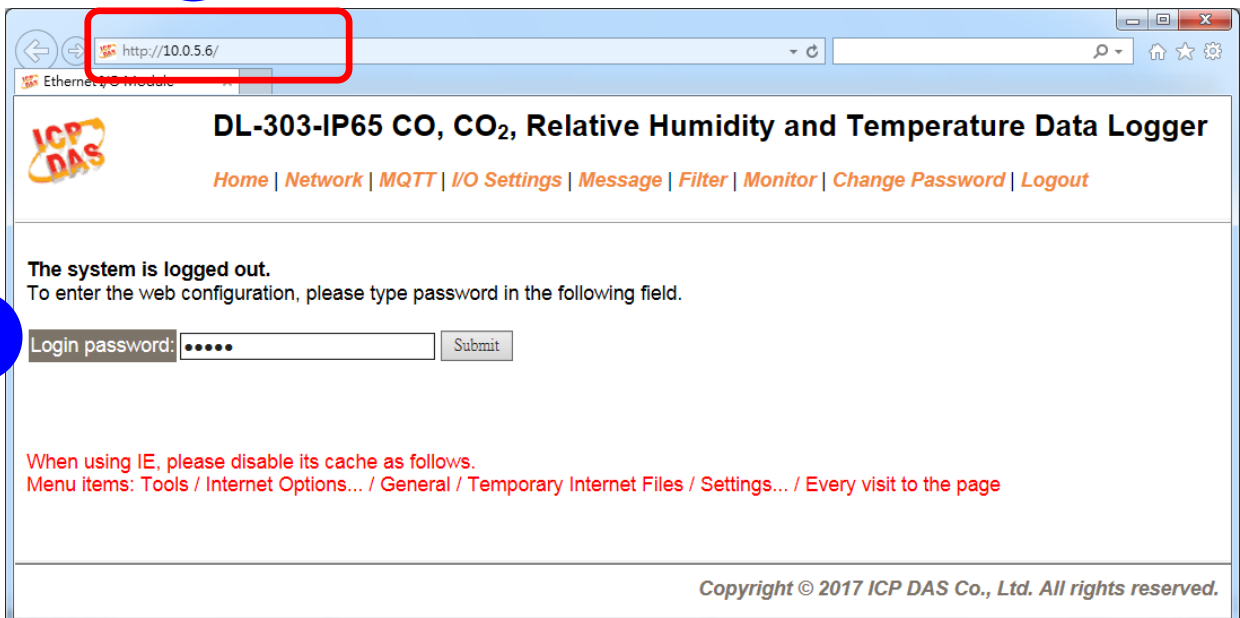 http://10.0.5.6/
Ethernet I/O Module
ICP DAS
DL-303-IP65 CO, CO₂, Relative Humidity and Temperature Data Logger
Home | Network | MQTT | I/O Settings | Message | Filter | Monitor | Change Password | Logout
The system is logged out.
To enter the web configuration, please type password in the following field.
Login password: ••••• Submit
When using IE, please disable its cache as follows.
Menu items: Tools / Internet Options... / General / Temporary Internet Files / Settings... / Every visit to the page
Copyright © 2017 ICP DAS Co., Ltd. All rights reserved.